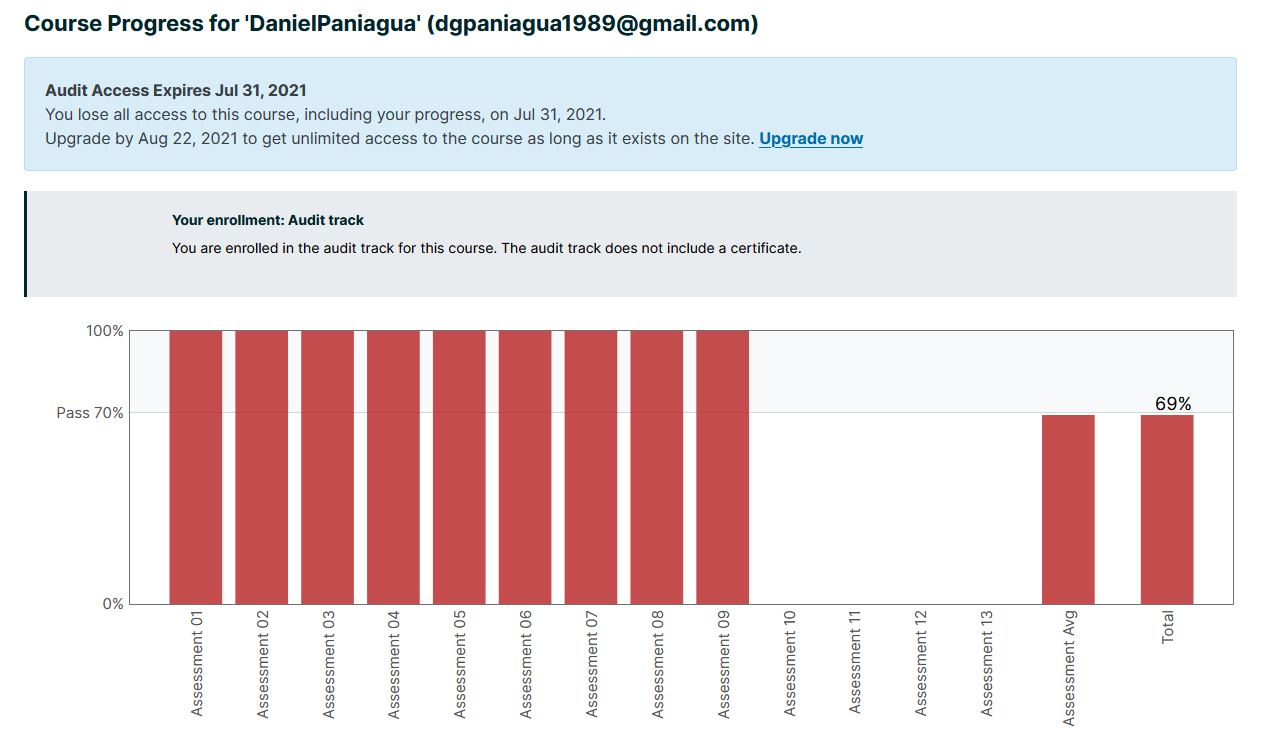 Course Progress for 'DanielPaniagua' (dgpaniagua1989@gmail.com)
Audit Access Expires Jul 31, 2021
You lose all access to this course, including your progress, on Jul 31, 2021.
Upgrade by Aug 22, 2021 to get unlimited access to the course as long as it exists on the site. Upgrade now
Your enrollment: Audit track
You are enrolled in the audit track for this course. The audit track does not include a certificate.
100%
Pass 70%
69%
0%
Assessment 01
Assessment 02
Assessment 03
Assessment 04
Assessment 05
Assessment 06
Assessment 07
Assessment 08
Assessment 09
Assessment 10
Assessment 11
Assessment 12
Assessment 13
Assessment Avg
Total